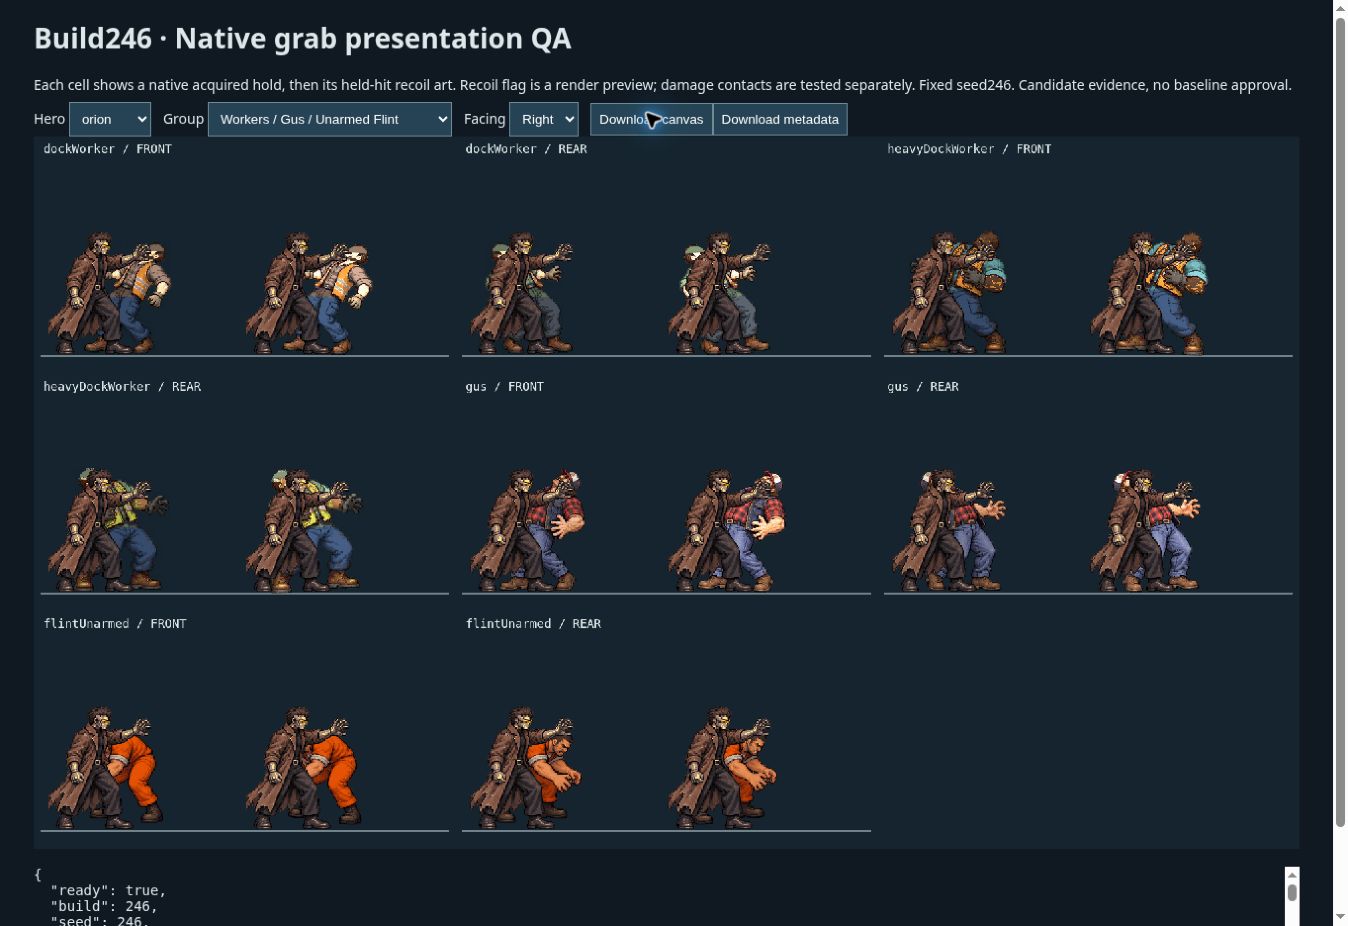 Build246 · Native grab presentation QA
Each cell shows a native acquired hold, then its held-hit recoil art. Recoil flag is a render preview; damage contacts are tested separately. Fixed seed246. Candidate evidence, no baseline approval.
Hero orion Group Workers / Gus / Unarmed Flint Facing Right Download canvas Download metadata
dockWorker / FRONT dockWorker / REAR heavyDockWorker / FRONT
heavyDockWorker / REAR gus / FRONT gus / REAR
flintUnarmed / FRONT flintUnarmed / REAR
{
"ready": true,
"build": 246,
"seed": 246,